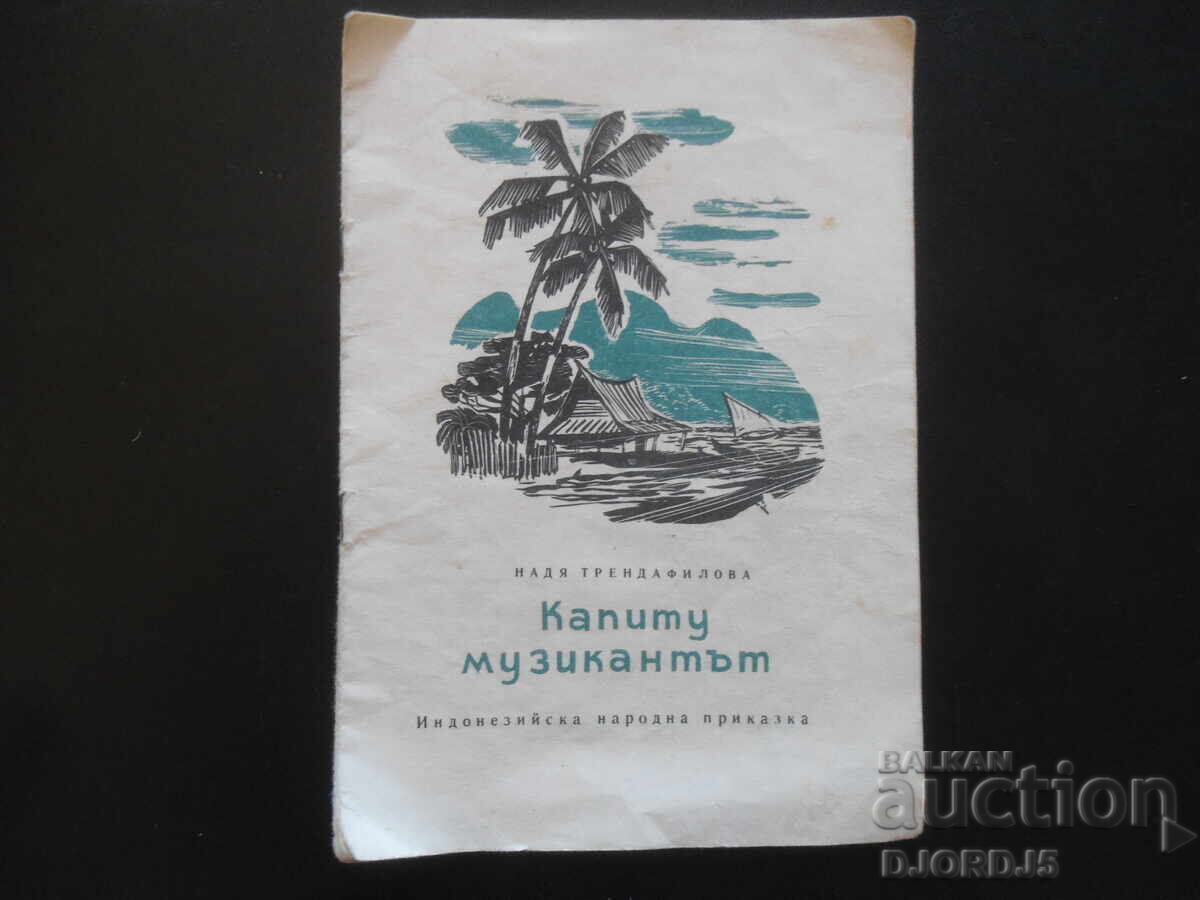 НАДЯ ТРЕНДАФИЛОВА
Капиту
музикантът
Индонезийска народна приказка
BALKAN
auction
DJORDJ5